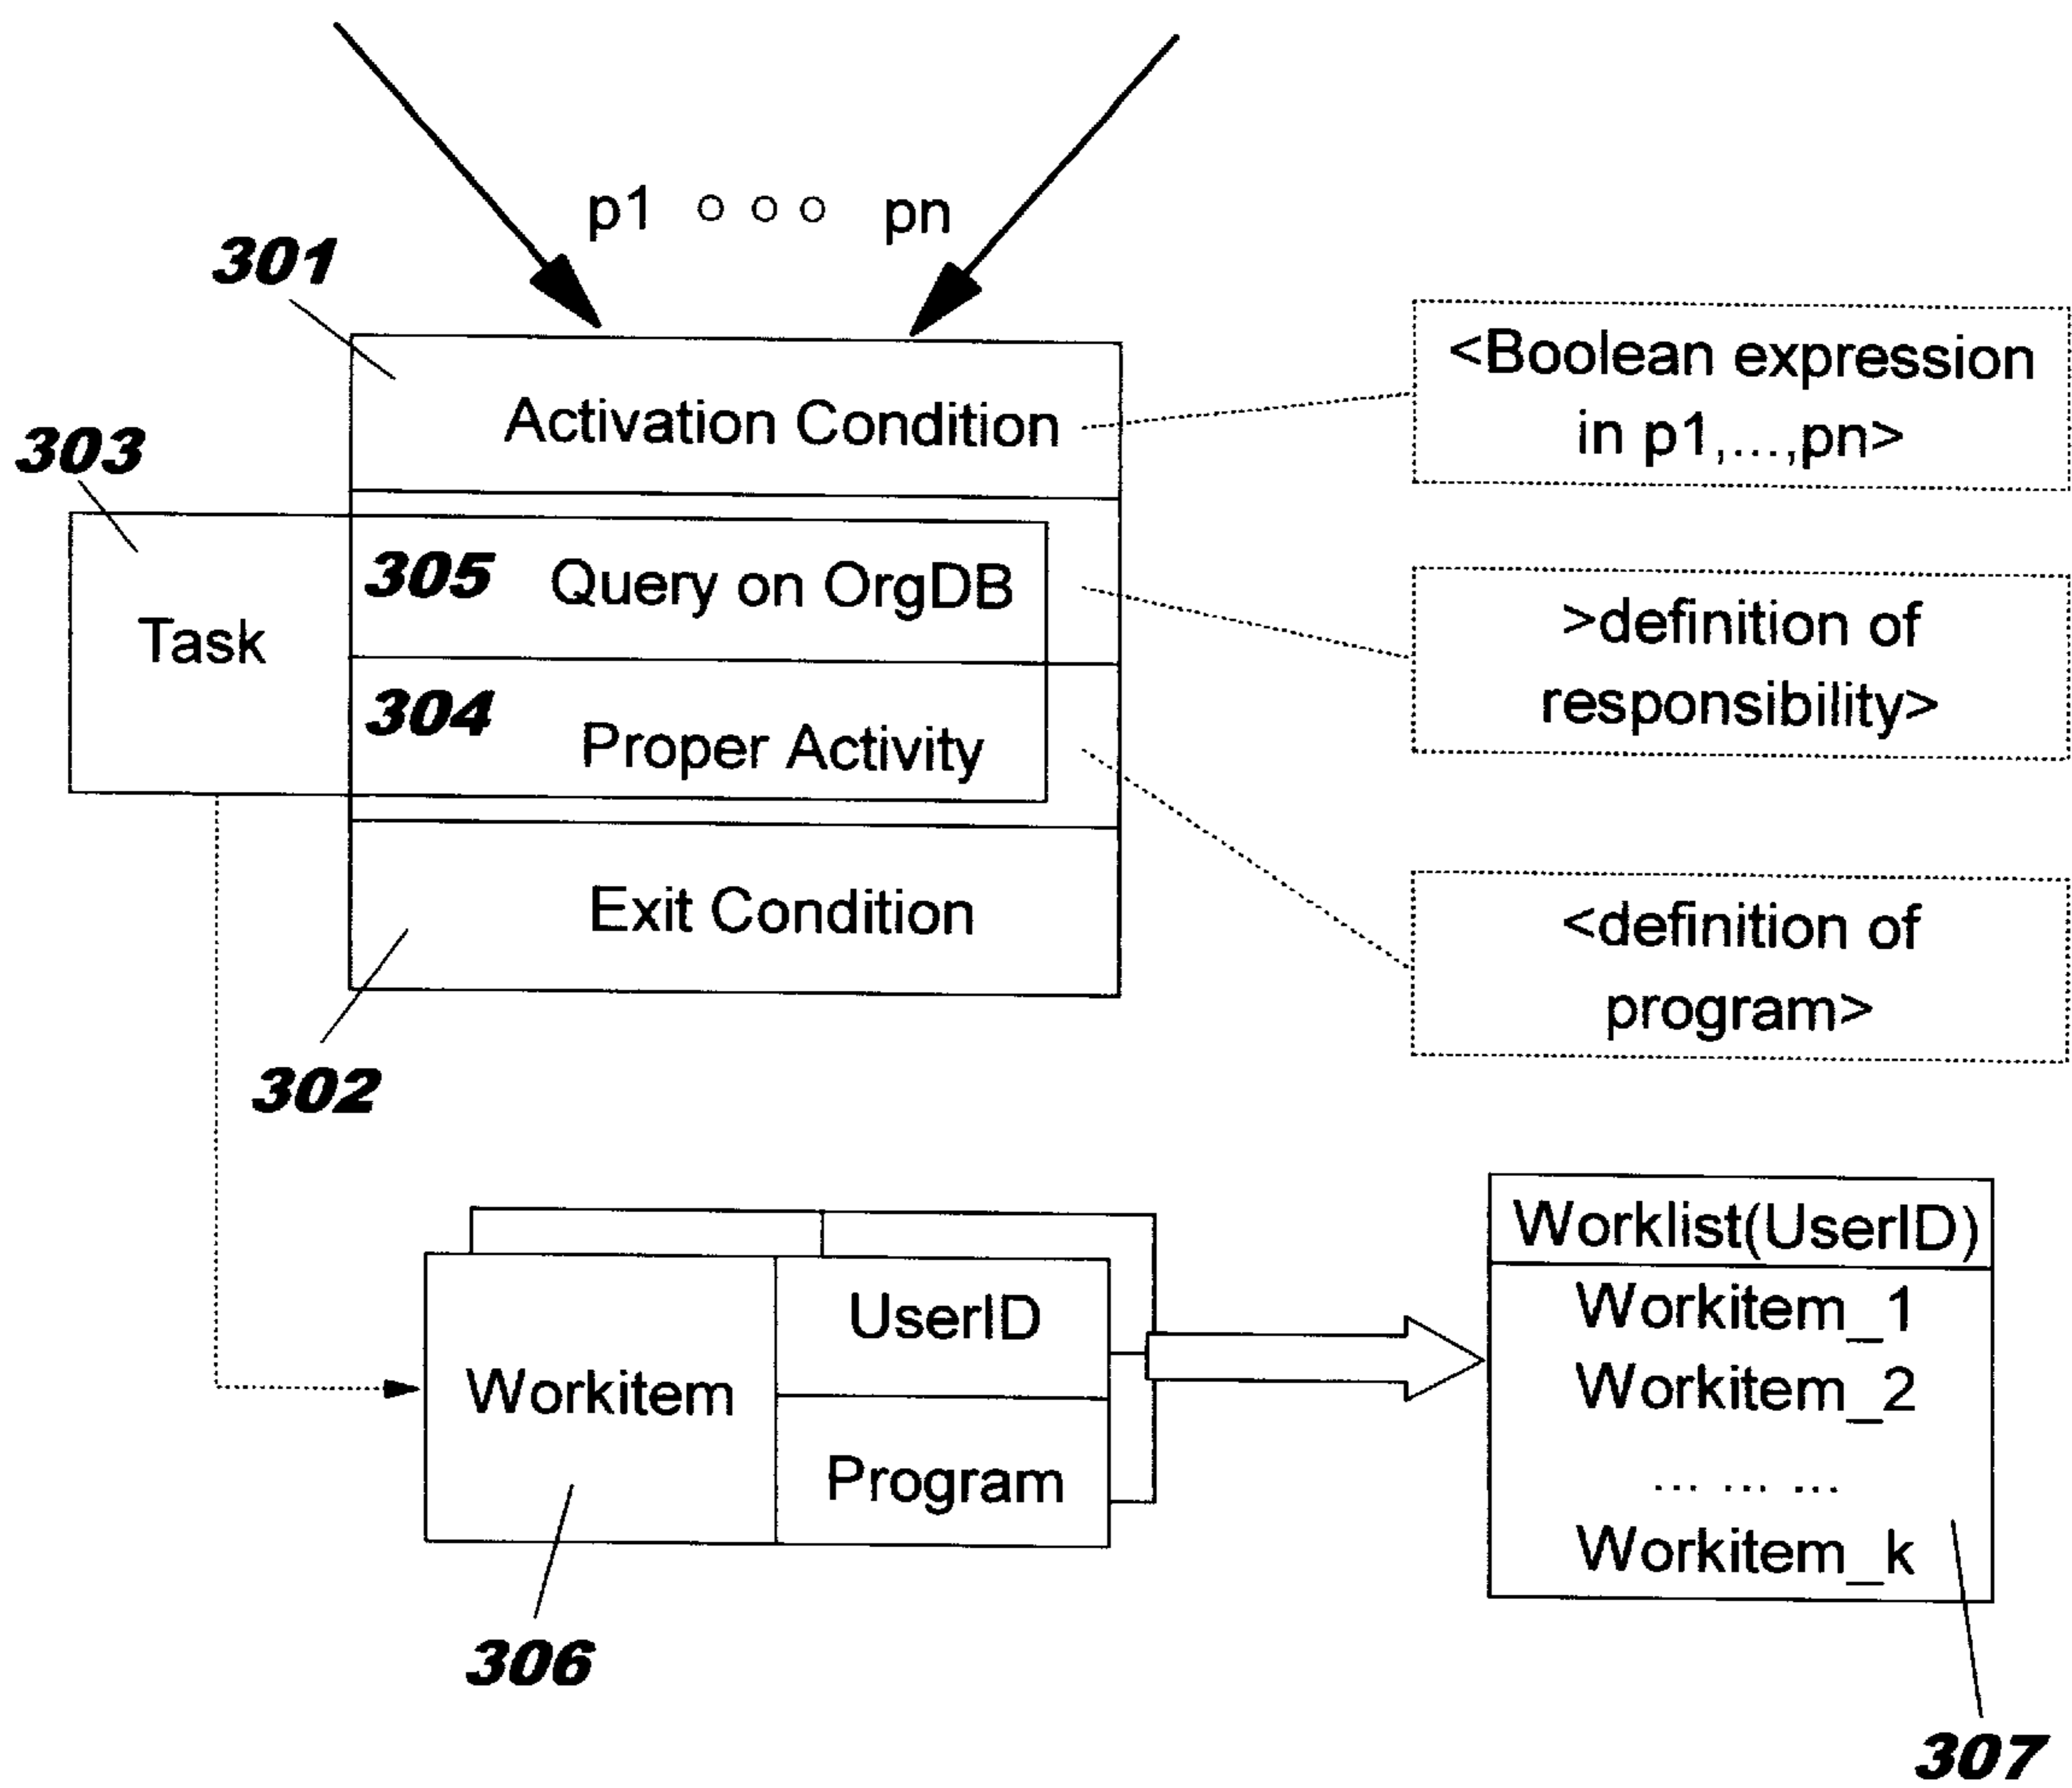 p1 ○ ○ ○ pn
301
Activation Condition
<Boolean expression
in p1,...,pn>
303
Task
305 Query on OrgDB
>definition of
responsibility>
304 Proper Activity
<definition of
program>
Exit Condition
302
Workitem
UserID
Program
306
Worklist(UserID)
Workitem_1
Workitem_2
... ... ...
Workitem_k
307